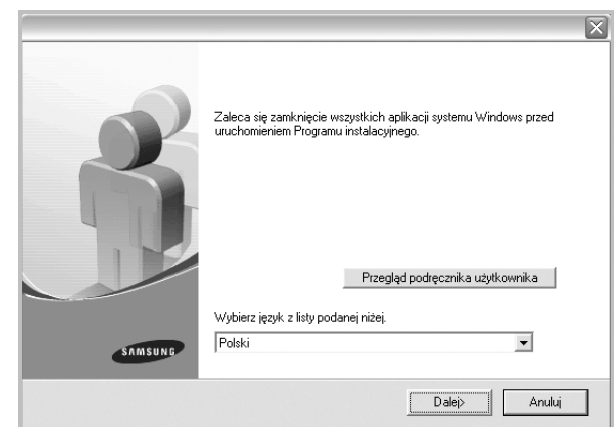 Zaleca się zamknięcie wszystkich aplikacji systemu Windows przed
uruchomieniem Programu instalacyjnego.
Przegląd podręcznika użytkownika
Wybierz język z listy podanej niżej.
Polski
SAMSUNG
Dalej>
Anuluj